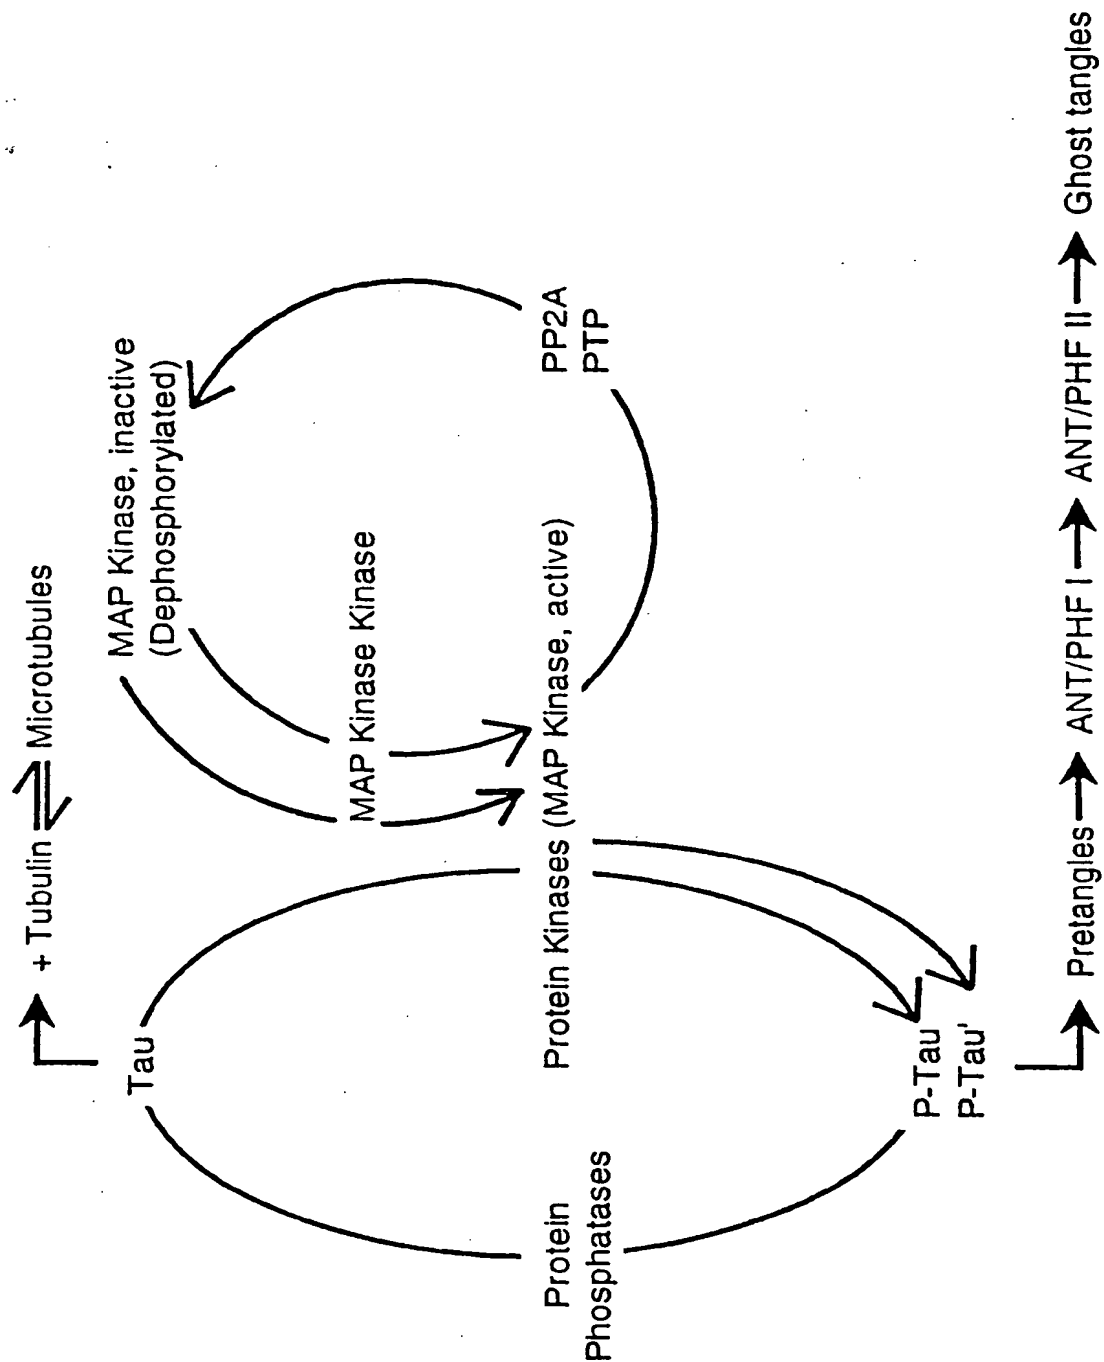 + Tubulin ⇌ Microtubules
Tau
MAP Kinase, inactive
(Dephosphorylated)
MAP Kinase Kinase
Protein
Phosphatases
Protein Kinases (MAP Kinase, active)
PP2A
PTP
P-Tau
P-Tau'
Pretangles → ANT/PHF I → ANT/PHF II → Ghost tangles